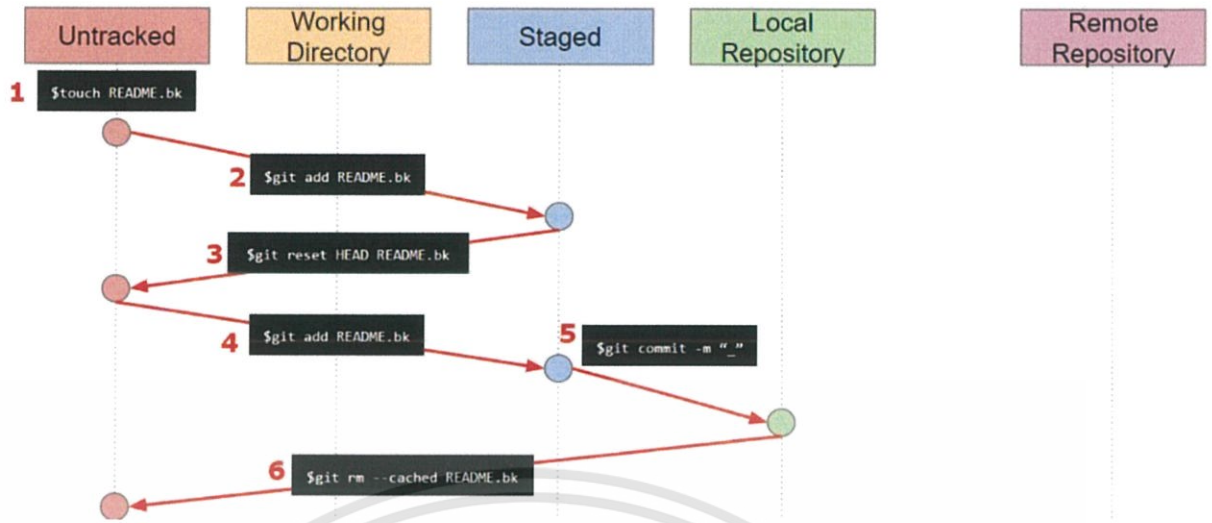 Untracked
Working
Directory
Staged
Local
Repository
Remote
Repository
1
$touch README.bk
2
$git add README.bk
3
$git reset HEAD README.bk
4
$git add README.bk
5
$git commit -m “_”
6
$git rm --cached README.bk